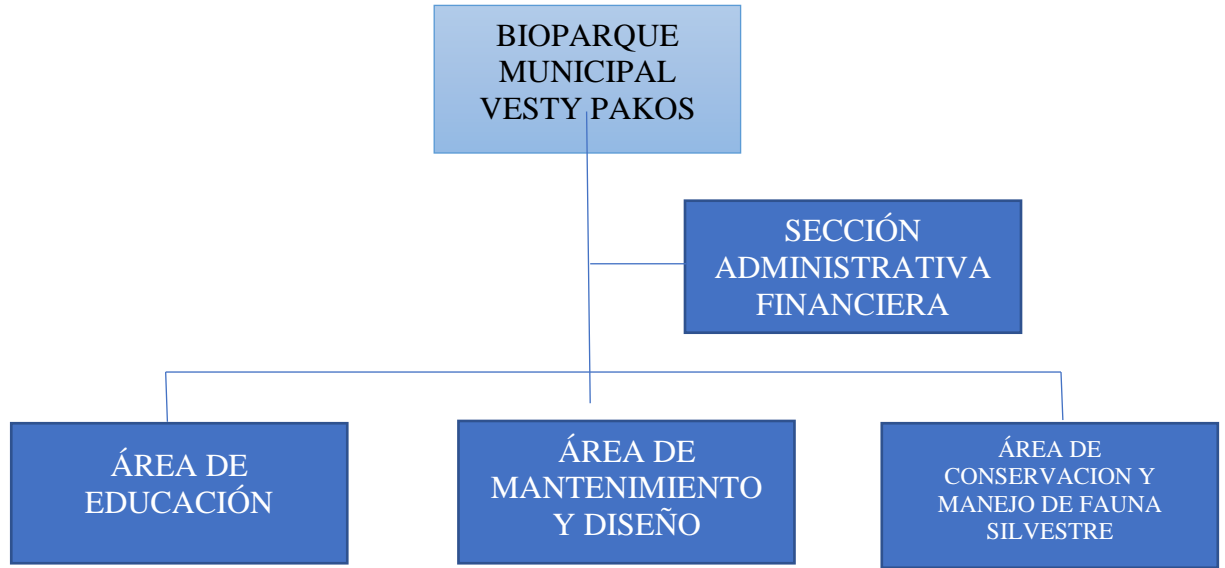 BIOPARQUE
MUNICIPAL
VESTY PAKOS
SECCIÓN
ADMINISTRATIVA
FINANCIERA
ÁREA DE
EDUCACIÓN
ÁREA DE
MANTENIMIENTO
Y DISEÑO
ÁREA DE
CONSERVACION Y
MANEJO DE FAUNA
SILVESTRE